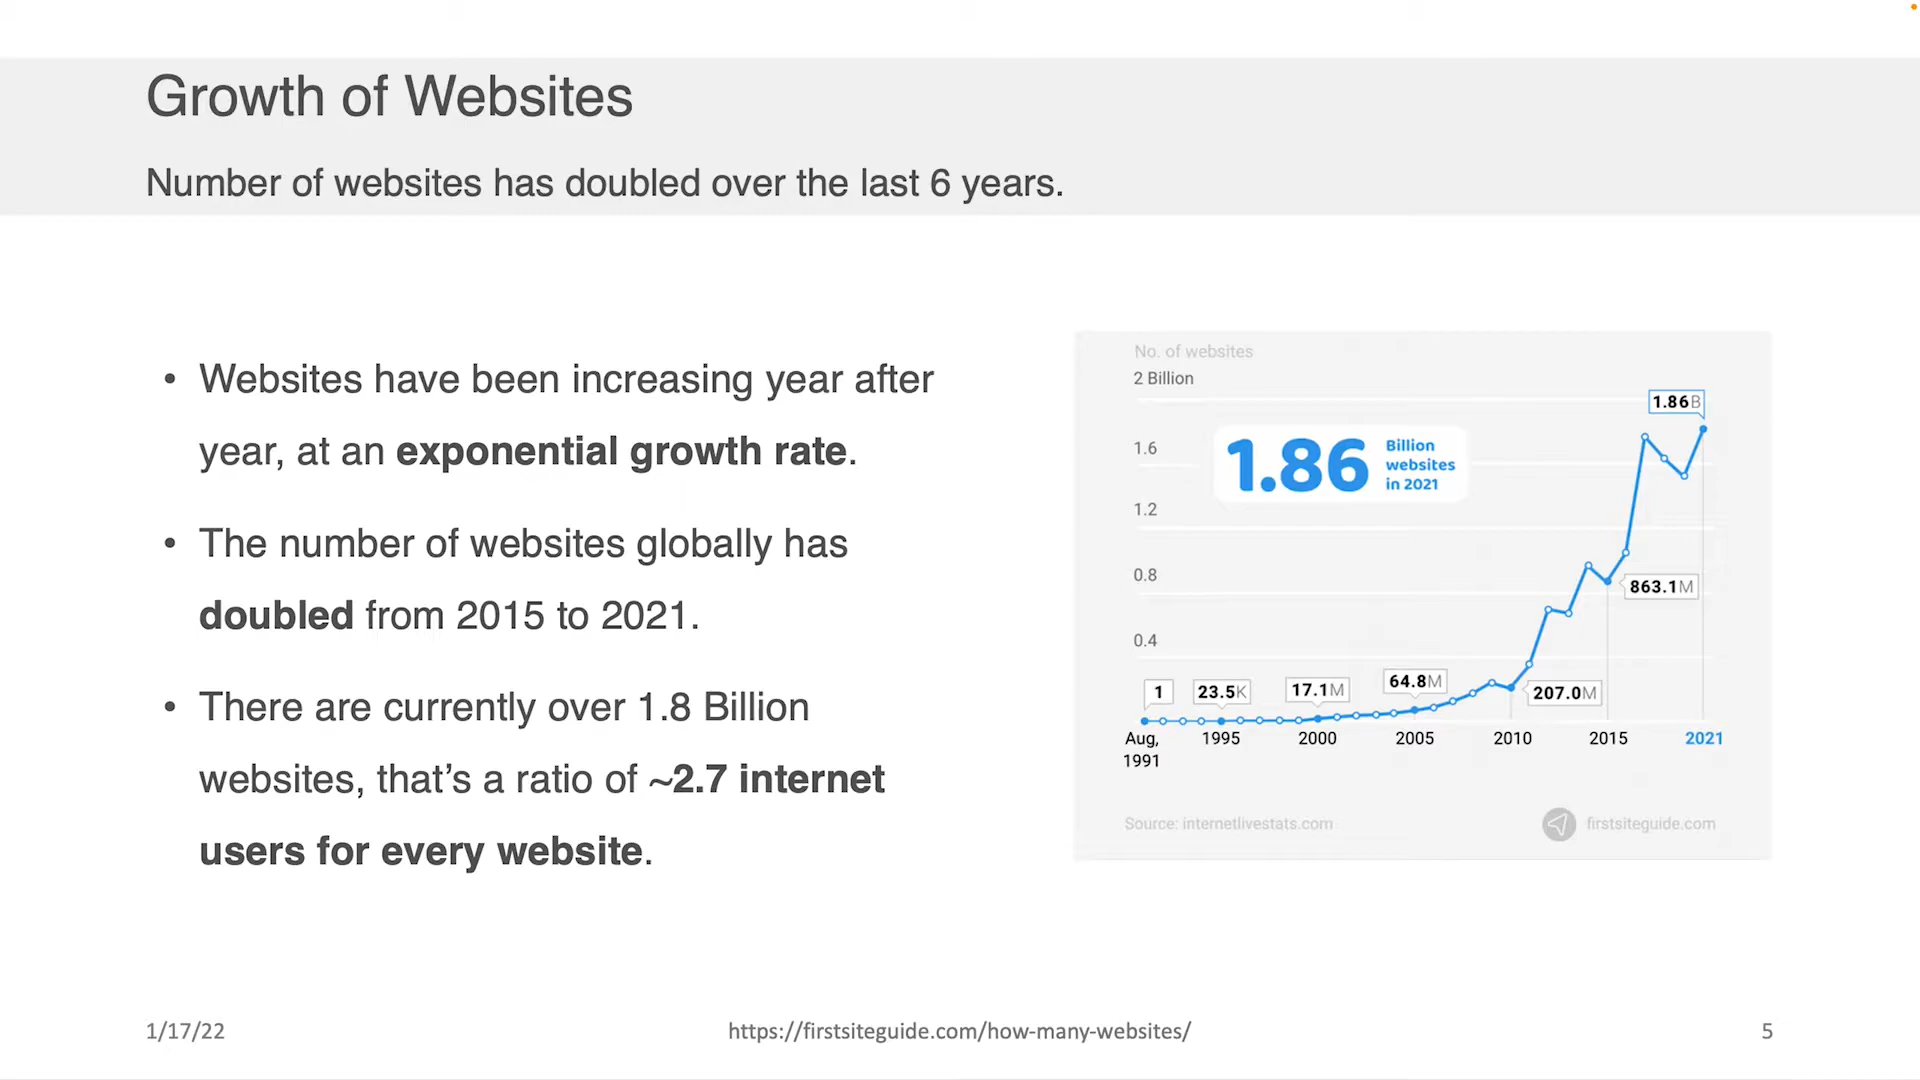 Growth of Websites
Number of websites has doubled over the last 6 years.
• Websites have been increasing year after
year, at an exponential growth rate.
• The number of websites globally has
doubled from 2015 to 2021.
• There are currently over 1.8 Billion
websites, that’s a ratio of ~2.7 internet
users for every website.
No. of websites
2 Billion
1.86B
1.6
1.86
Billion
websites
in 2021
1.2
0.8
863.1M
0.4
1
23.5K
17.1M
64.8M
207.0M
Aug,
1991
1995
2000
2005
2010
2015
2021
Source: internetlivestats.com
firstsiteguide.com
1/17/22
https://firstsiteguide.com/how-many-websites/
5